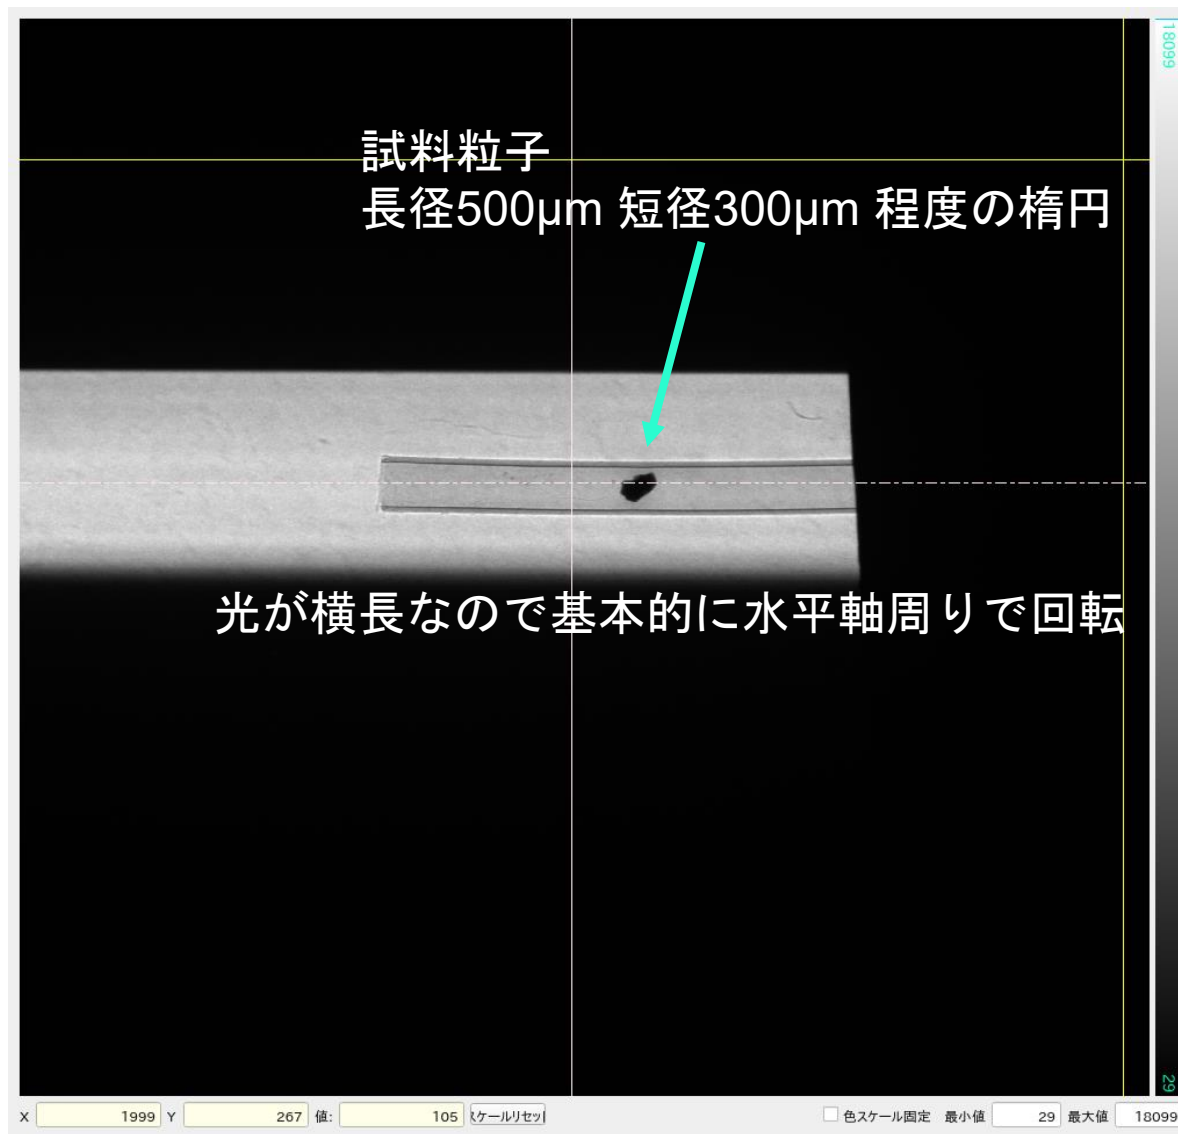 18099
試料粒子
長径500μm 短径300μm 程度の楕円
光が横長なので基本的に水平軸周りで回転
29
X 1999 Y 267 値: 105 スケールリセット 色スケール固定 最小値 29 最大値 18099